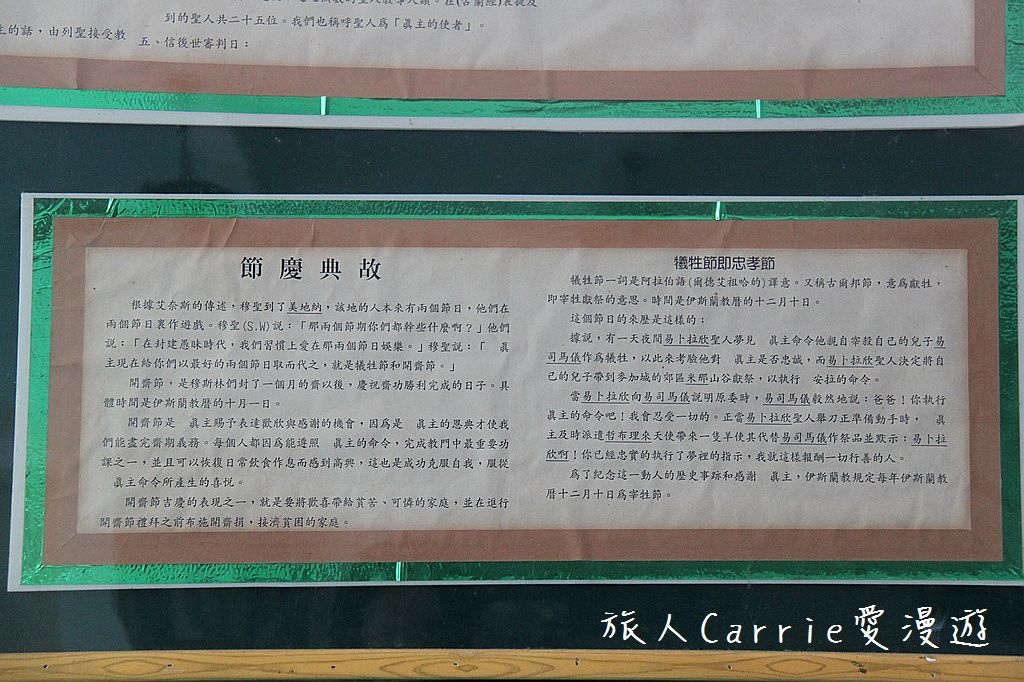 到的聖人共二十五位。我們也稱呼聖人為「真主的使者」。
主的話，由列聖接受教
五、信後世審判日：
節慶典故
根據艾奈斯的傳述，穆聖到了美地納，該地的人本來有兩個節日，他們在
兩個節日裏作遊戲。穆聖(S.W)說：「那兩個節期你們都幹些什麼啊？」他們
說：「在封建愚昧時代，我們習慣上愛在那兩個節日娛樂。」穆聖說：「　真
主現在給你們以最好的兩個節日取而代之，就是犧牲節和開齋節。」
開齋節，是穆斯林們封了一個月的齋以後，慶祝齋功勝利完成的日子。具
體時間是伊斯蘭教曆的十月一日。
開齋節是　真主賜予表達歡欣與感謝的機會，因為是　真主的恩典才使我
們能盡完齋期義務。每個人都因為能遵照　真主的命令，完成教門中最重要功
課之一，並且可以恢復日常飲食作息而感到高興，這也是成功克服自我，服從
真主命令所產生的喜悅。
開齋節吉慶的表現之一，就是要將歡喜帶給貧苦、可憐的家庭，並在進行
開齋節禮拜之前布施開齋捐，接濟貧困的家庭。
犧牲節即忠孝節
犧牲節一詞是阿拉伯語(爾德艾祖哈的)譯意。又稱古爾邦節，意為獻牲，
即宰牲獻祭的意思。時間是伊斯蘭教曆的十二月十日。
這個節日的來歷是這樣的：
據說，有一天夜間易卜拉欣聖人夢見　真主命令他親自宰殺自己的兒子易
司馬儀作為犧牲，以此來考驗他對　真主是否忠誠，而易卜拉欣聖人決定將自
己的兒子帶到麥加城的郊區米那山谷獻祭，以執行　安拉的命令。
當易卜拉欣向易司馬儀說明原委時，易司馬儀毅然地說：爸爸！你執行
真主的命令吧！我會忍受一切的。正當易卜拉欣聖人舉刀正準備動手時，　真
主及時派遣哲布理來天使帶來一隻羊使其代替易司馬儀作祭品並默示：易卜拉
欣啊！你已經忠實的執行了夢裡的指示，我就這樣報酬一切行善的人。
為了紀念這一動人的歷史事跡和感謝　真主，伊斯蘭教規定每年伊斯蘭教
曆十二月十日為宰牲節。
旅人Carrie愛漫遊